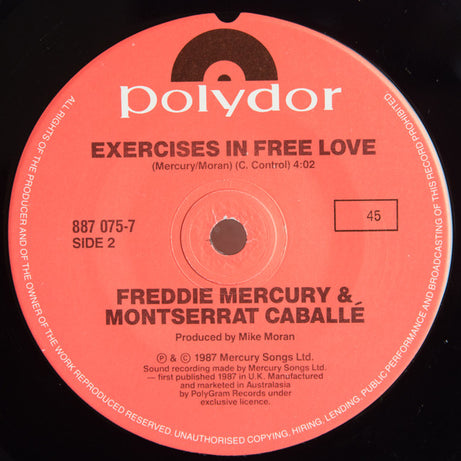 polydor
EXERCISES IN FREE LOVE
(Mercury/Moran) (C. Control) 4:02
887 075-7
SIDE 2
45
FREDDIE MERCURY &
MONTSERRAT CABALLÉ
Produced by Mike Moran
Ⓟ & © 1987 Mercury Songs Ltd.
Sound recording made by Mercury Songs Ltd.
— first published 1987 in U.K. Manufactured
and marketed in Australasia
by PolyGram Records under
exclusive licence.
ALL RIGHTS OF THE PRODUCER AND OF THE OWNER OF THE WORK REPRODUCED RESERVED. UNAUTHORISED COPYING, HIRING, LENDING, PUBLIC PERFORMANCE AND BROADCASTING OF THIS RECORD PROHIBITED